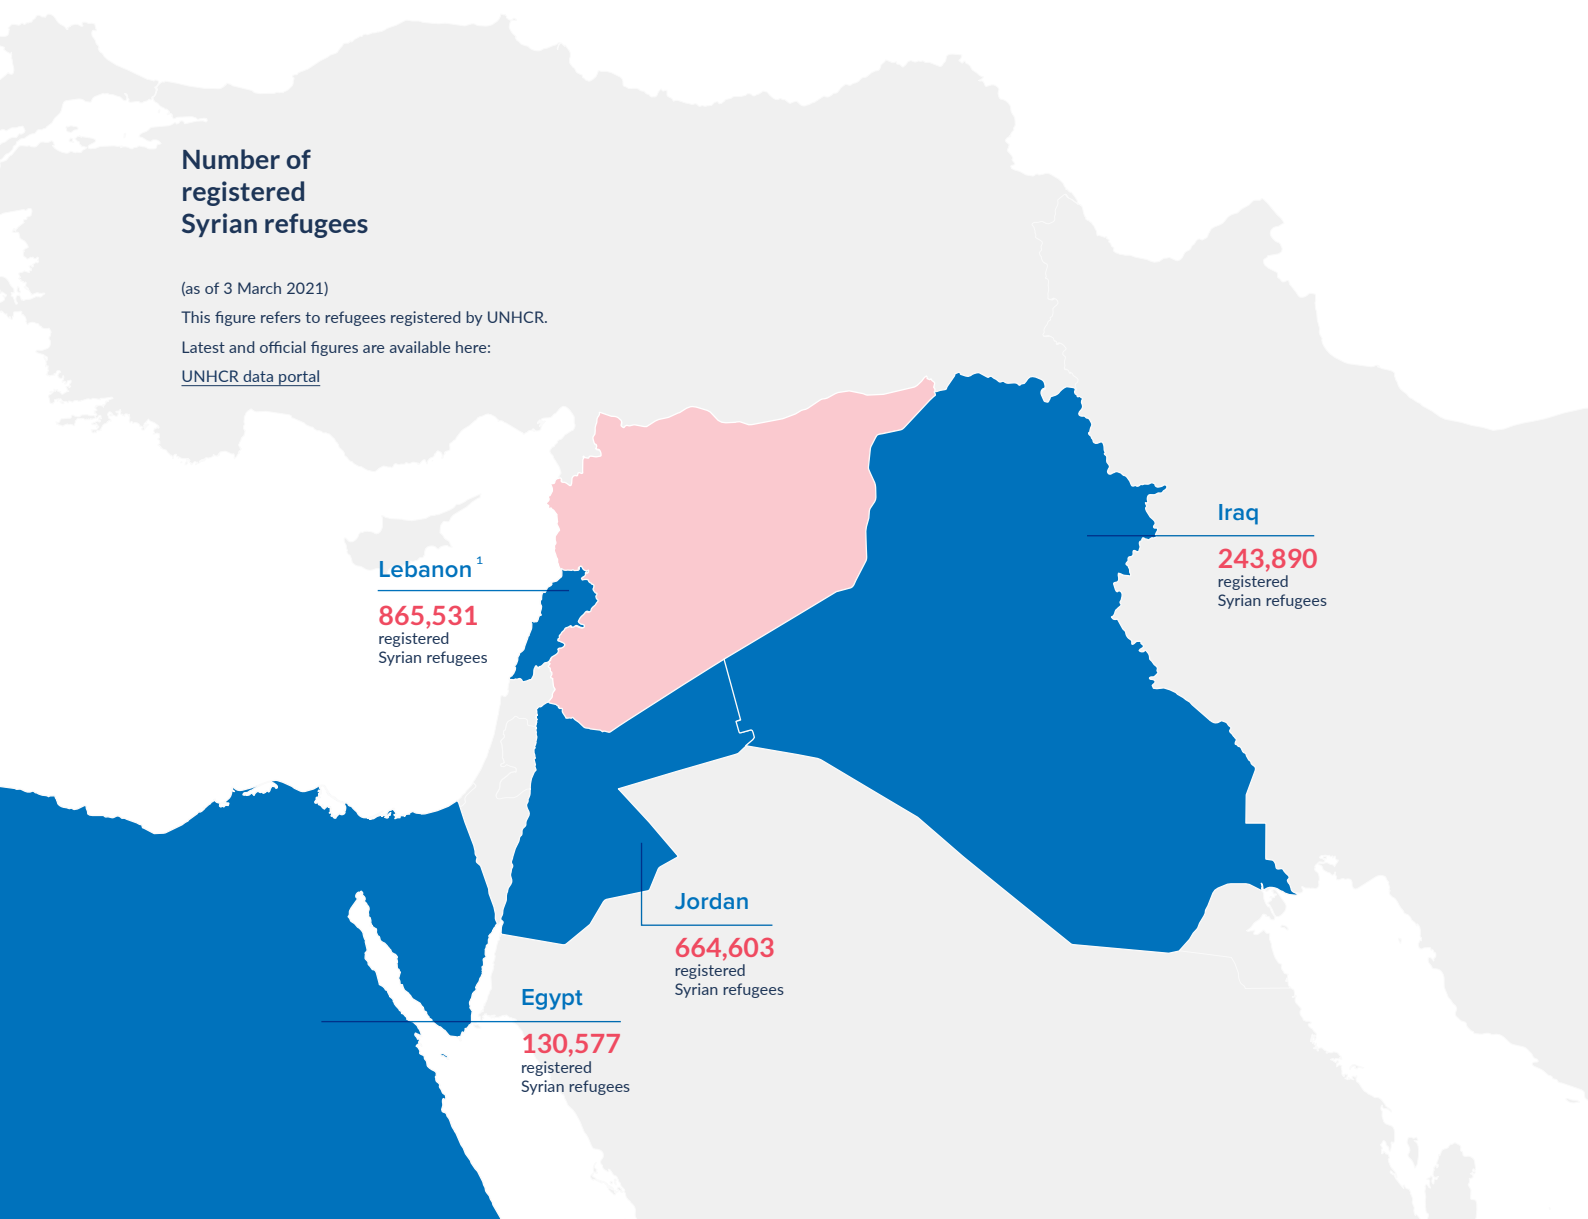 Number of
registered
Syrian refugees
(as of 3 March 2021)
This figure refers to refugees registered by UNHCR.
Latest and official figures are available here:
UNHCR data portal
Iraq
243,890
registered
Syrian refugees
Lebanon 1
865,531
registered
Syrian refugees
Jordan
664,603
registered
Syrian refugees
Egypt
130,577
registered
Syrian refugees